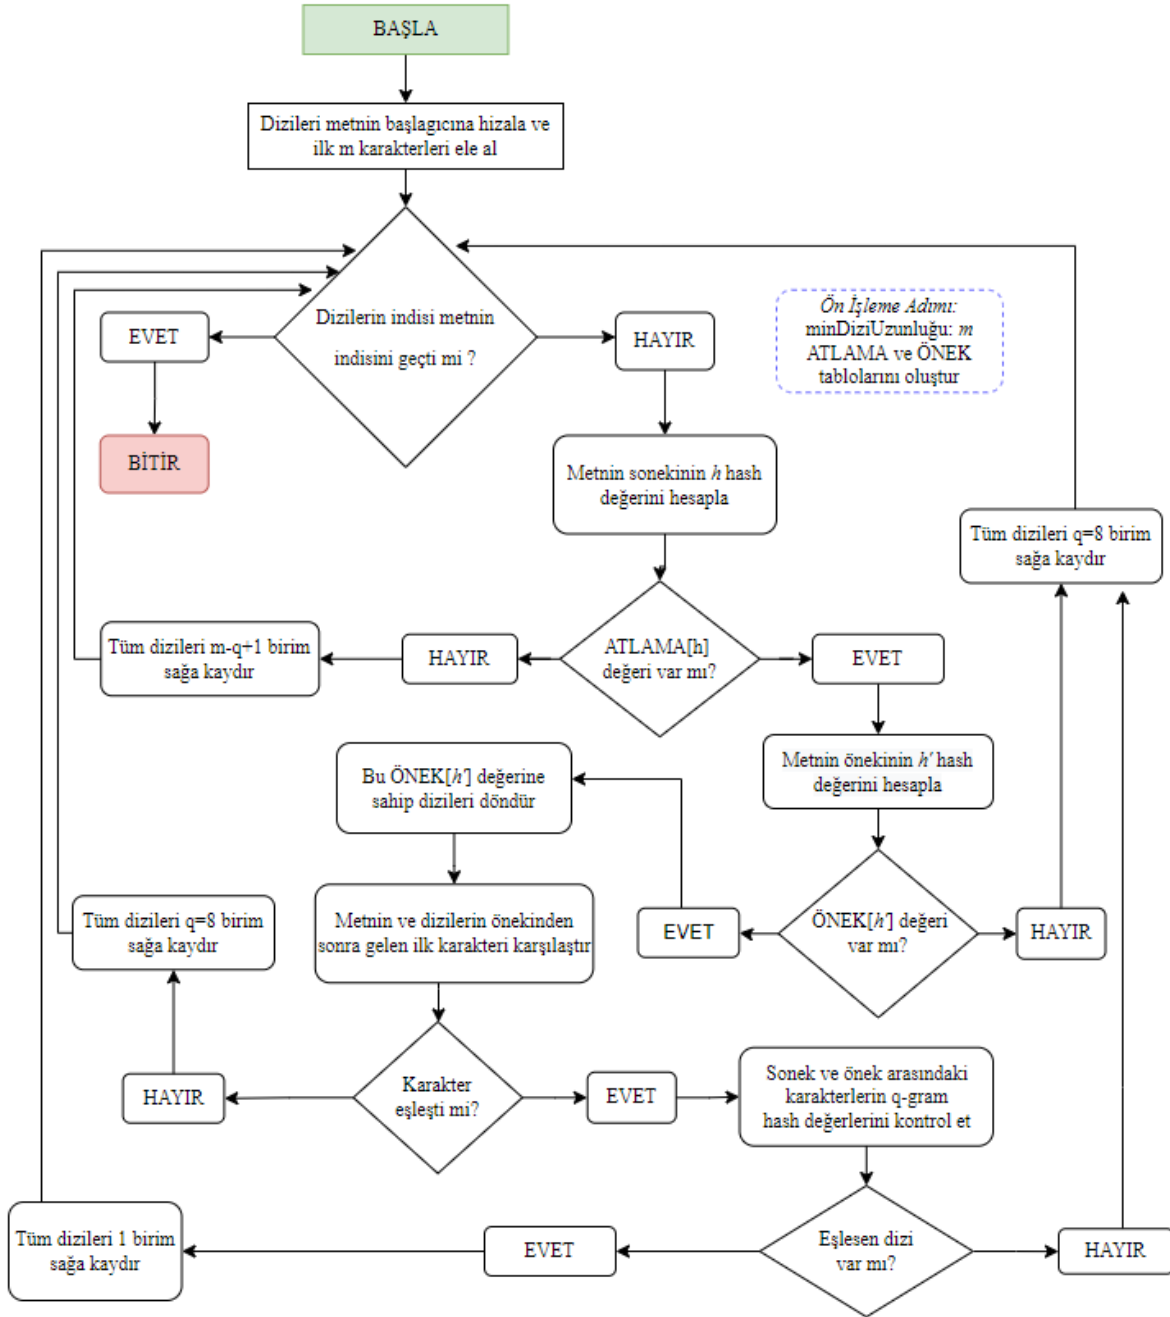 BAŞLA
Dizileri metnin başlagıcına hizala ve
ilk m karakterleri ele al
Dizilerin indisi metnin
indisini geçti mi ?
EVET
BİTİR
HAYIR
Ön İşleme Adımı:
minDiziUzunluğu: m
ATLAMA ve ÖNEK
tablolarını oluştur
Metnin sonekinin h hash
değerini hesapla
Tüm dizileri q=8 birim
sağa kaydır
ATLAMA[h]
değeri var mı?
HAYIR
Tüm dizileri m-q+1 birim
sağa kaydır
EVET
Metnin önekinin h' hash
değerini hesapla
Bu ÖNEK[h'] değerine
sahip dizileri döndür
ÖNEK[h'] değeri
var mı?
EVET
HAYIR
Metnin ve dizilerin önekinden
sonra gelen ilk karakteri karşılaştır
Tüm dizileri q=8 birim
sağa kaydır
Karakter
eşleşti mi?
HAYIR
EVET
Sonek ve önek arasındaki
karakterlerin q-gram
hash değerlerini kontrol et
Eşlesen dizi
var mı?
EVET
HAYIR
Tüm dizileri 1 birim
sağa kaydır